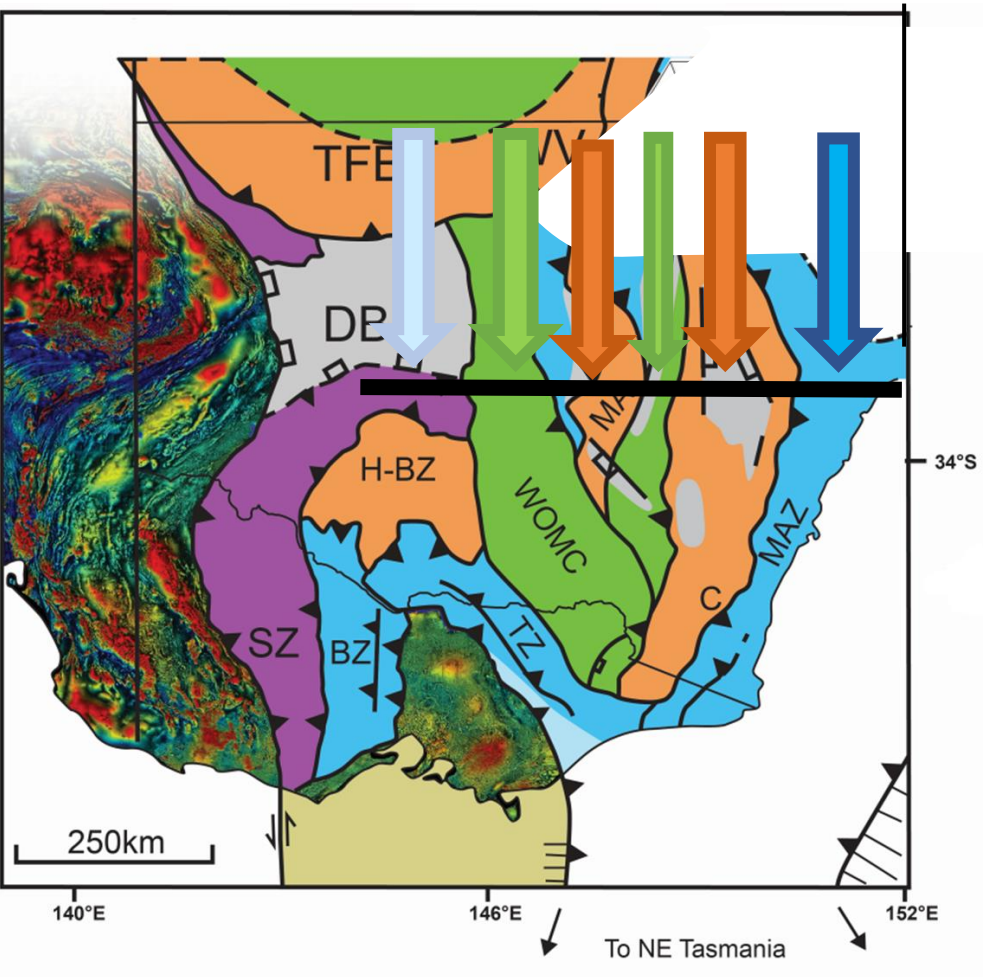 TFB
DB
MA
34°S
H-BZ
WOMC
MAZ
C
SZ
BZ
TZ
250km
140°E
146°E
152°E
To NE Tasmania